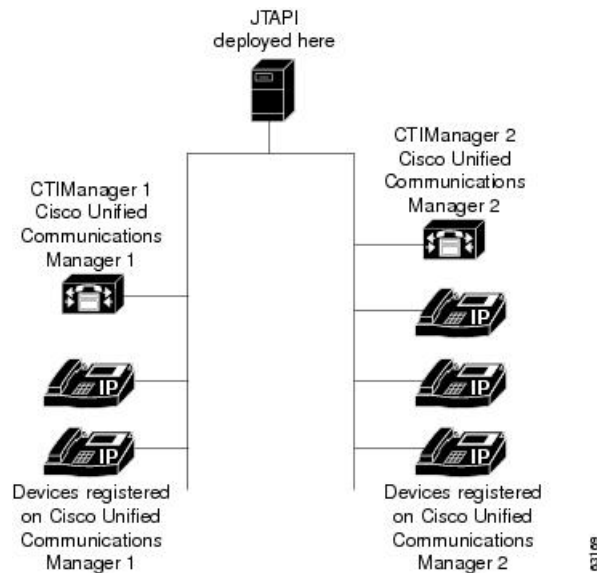 JTAPI
deployed here
CTIManager 1
Cisco Unified
Communications
Manager 1
IP
IP
Devices registered
on Cisco Unified
Communications
Manager 1
CTIManager 2
Cisco Unified
Communications
Manager 2
IP
IP
IP
Devices registered
on Cisco Unified
Communications
Manager 2
63169